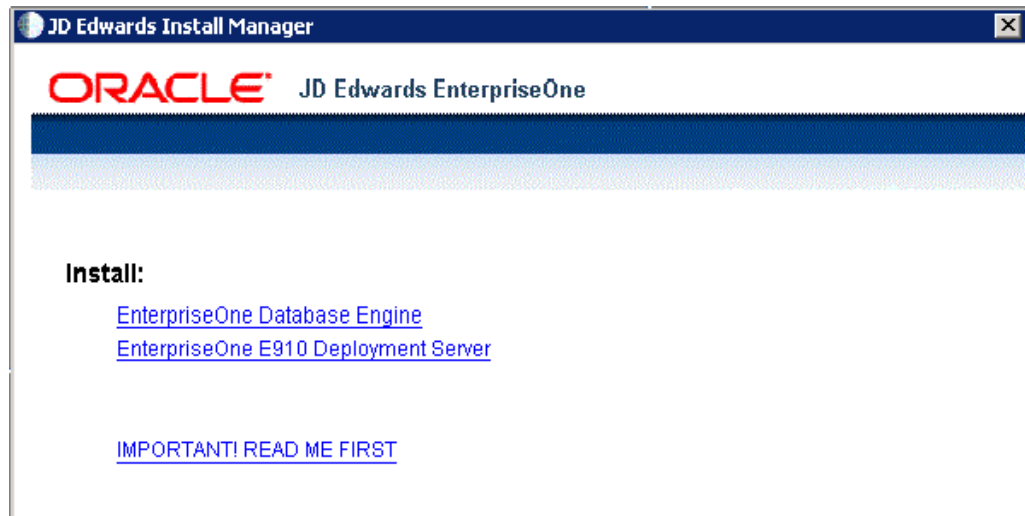 JD Edwards Install Manager
ORACLE® JD Edwards EnterpriseOne
Install:
EnterpriseOne Database Engine
EnterpriseOne E910 Deployment Server
IMPORTANT! READ ME FIRST